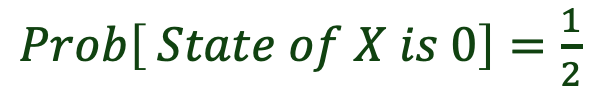 Prob[ State of X is 0] = 1/2